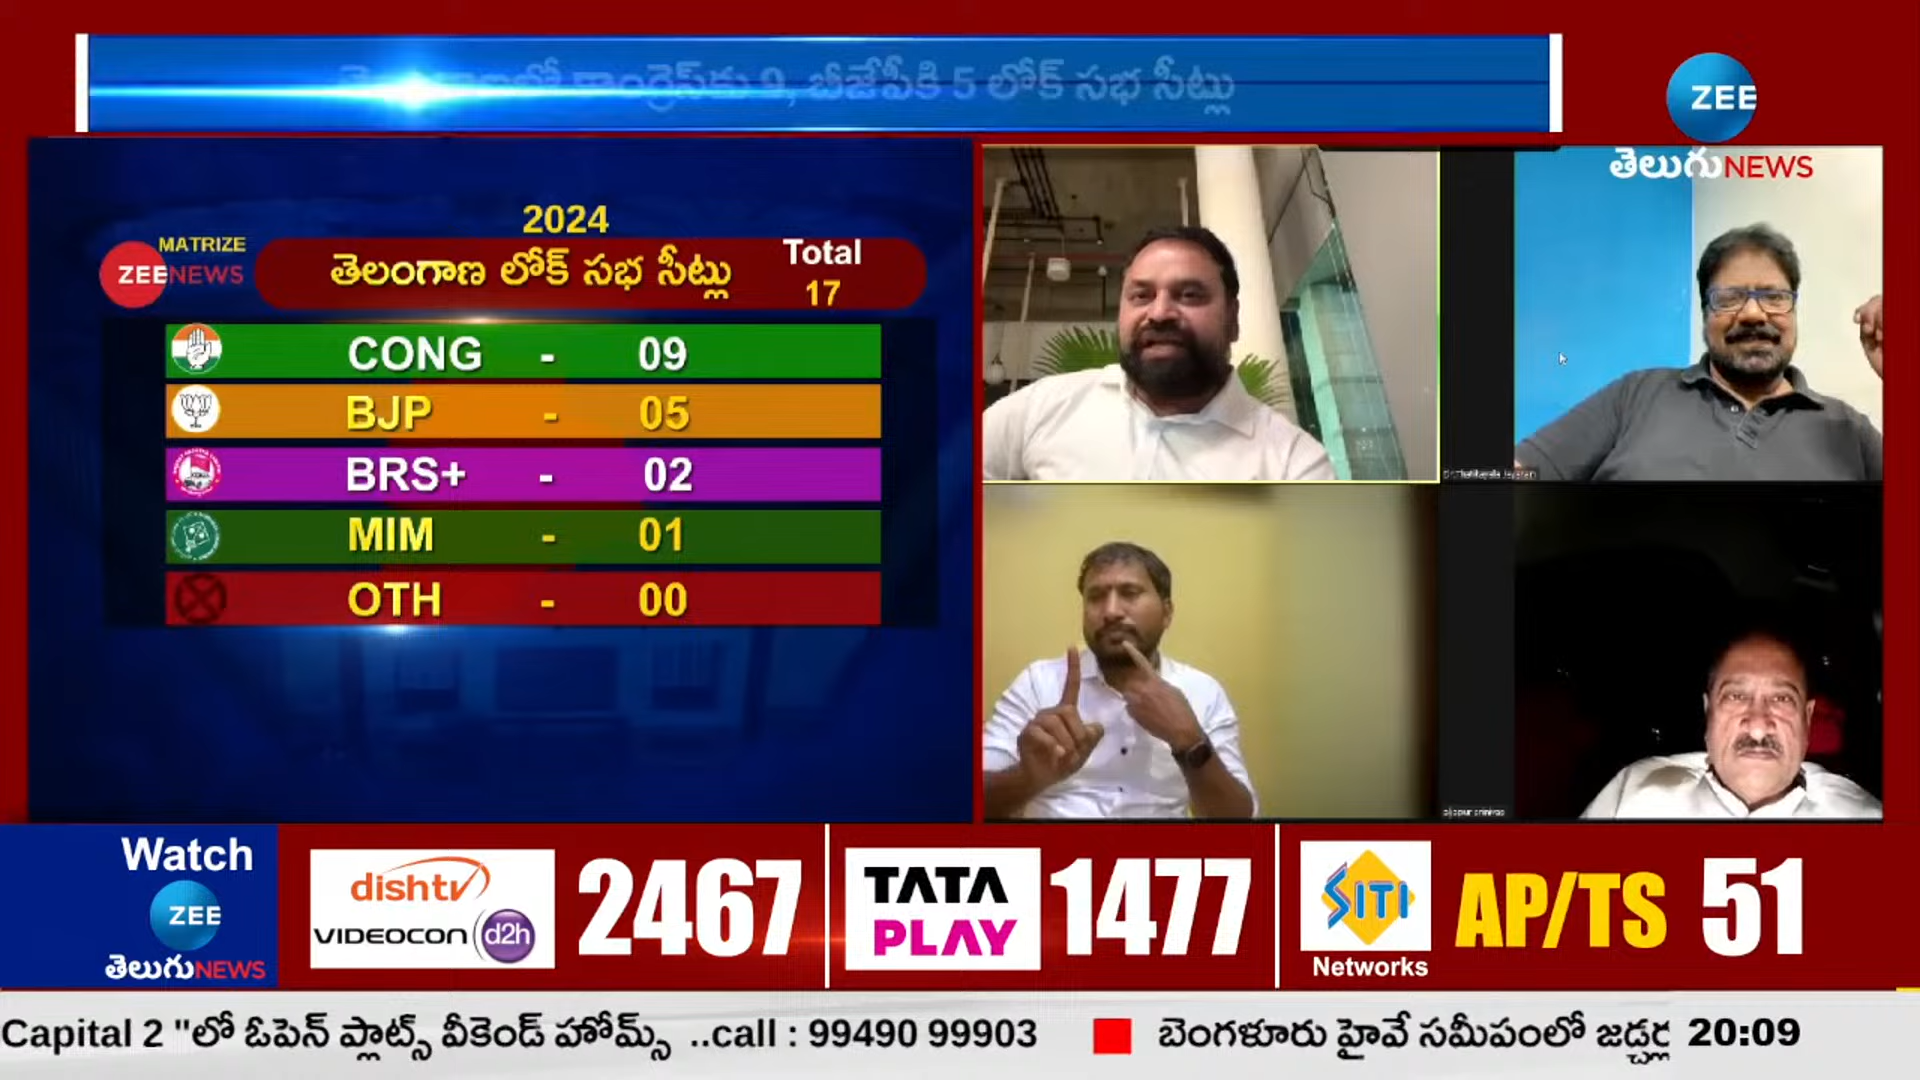 తెలంగాణలో కాంగ్రెస్‌కు 9, బీజేపీకి 5 లోక్ సభ సీట్లు
ZEE
తెలుగుNEWS
2024
MATRIZE
ZEENEWS
తెలంగాణ లోక్ సభ సీట్లు
Total
17
CONG - 09
BJP - 05
BRS+ - 02
MIM - 01
OTH - 00
Watch
ZEE
తెలుగుNEWS
dishtv
VIDEOCON d2h
2467
TATA
PLAY
1477
SITI
Networks
AP/TS 51
Capital 2 "లో ఓపెన్ ప్లాట్స్ వీకెండ్ హోమ్స్ ..call : 99490 99903
బెంగళూరు హైవే సమీపంలో జడ్చర్ల 20:09